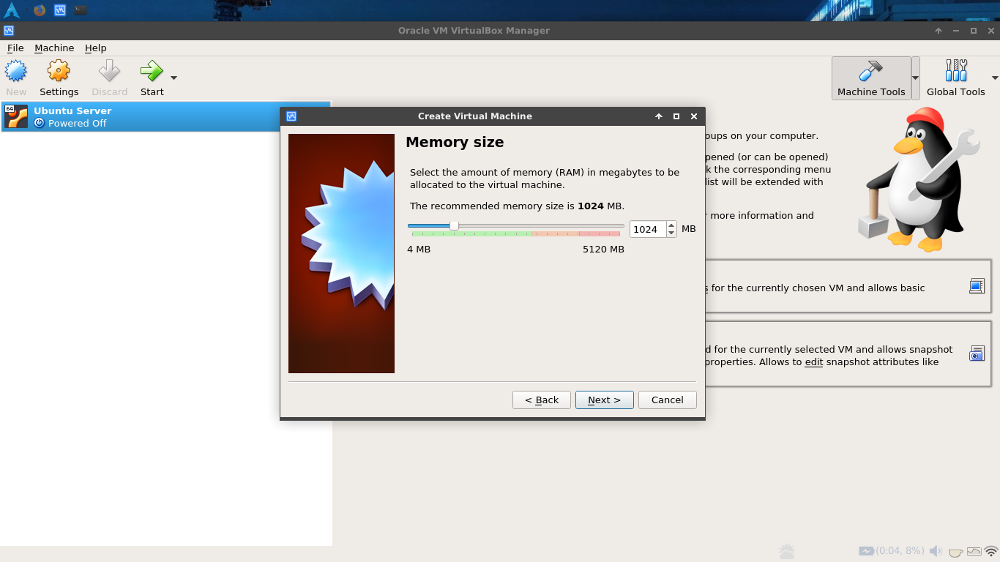 Oracle VM VirtualBox Manager
File Machine Help
New Settings Discard Start
Machine Tools Global Tools
64 Ubuntu Server
Powered Off
Create Virtual Machine
Memory size
Select the amount of memory (RAM) in megabytes to be
allocated to the virtual machine.
The recommended memory size is 1024 MB.
1024 MB
4 MB 5120 MB
< Back Next > Cancel
oups on your computer.
pened (or can be opened)
k the corresponding menu
list will be extended with
more information and
s for the currently chosen VM and allows basic
d for the currently selected VM and allows snapshot
properties. Allows to edit snapshot attributes like
(0:04, 8%)